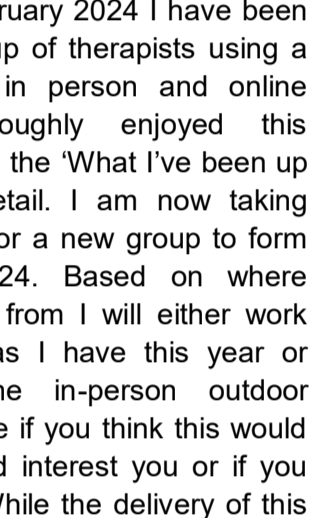 ruary 2024 I have been
up of therapists using a
in person and online
oughly enjoyed this
the ‘What I’ve been up
etail. I am now taking
or a new group to form
24. Based on where
from I will either work
as I have this year or
he in-person outdoor
e if you think this would
d interest you or if you
While the delivery of this